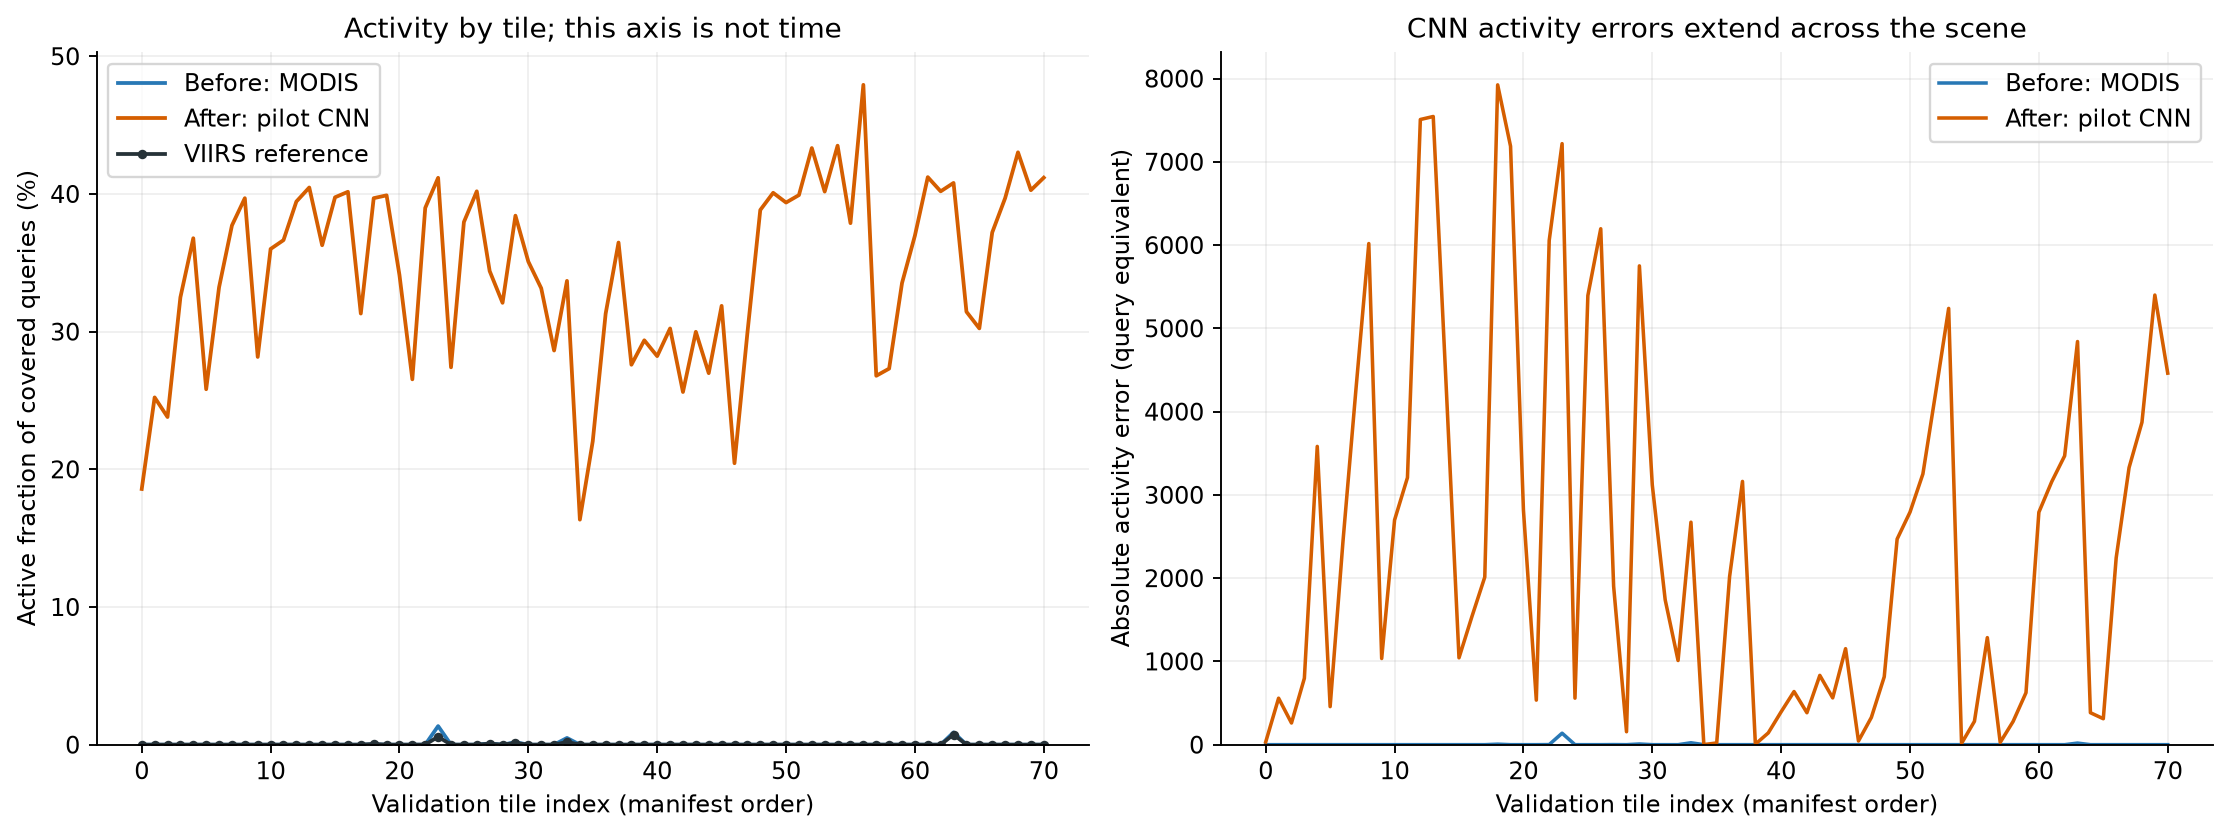 Activity by tile; this axis is not time
Active fraction of covered queries (%)
50
40
30
20
10
0
Before: MODIS
After: pilot CNN
VIIRS reference
0 10 20 30 40 50 60 70
Validation tile index (manifest order)
CNN activity errors extend across the scene
Absolute activity error (query equivalent)
8000
7000
6000
5000
4000
3000
2000
1000
0
Before: MODIS
After: pilot CNN
0 10 20 30 40 50 60 70
Validation tile index (manifest order)